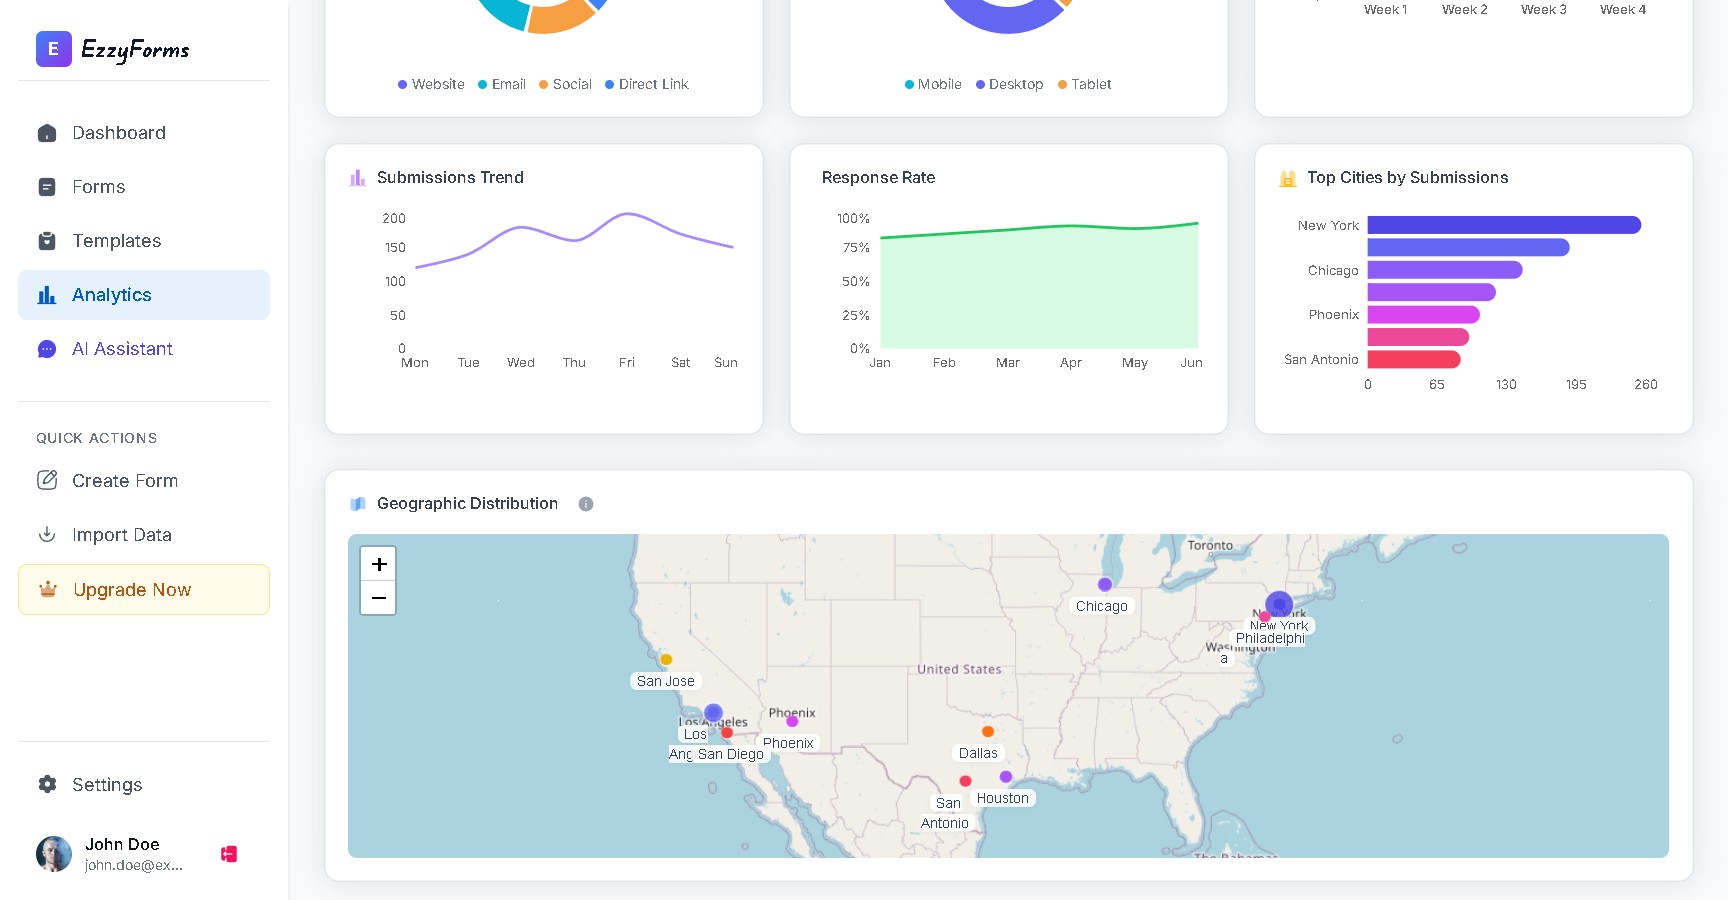 E EzzyForms
Dashboard
Forms
Templates
Analytics
AI Assistant
QUICK ACTIONS
Create Form
Import Data
Upgrade Now
Settings
John Doe
john.doe@ex...
Website Email Social Direct Link
Mobile Desktop Tablet
Week 1 Week 2 Week 3 Week 4
Submissions Trend
200
150
100
50
0
Mon Tue Wed Thu Fri Sat Sun
Response Rate
100%
75%
50%
25%
0%
Jan Feb Mar Apr May Jun
Top Cities by Submissions
New York
Chicago
Phoenix
San Antonio
0 65 130 195 260
Geographic Distribution
+
−
Toronto
Chicago
New York
New York
Philadelphi
a
Washington
United States
San Jose
Los Angeles
Los
Ang
San Diego
Phoenix
Phoenix
Dallas
Houston
San
Antonio
The Bahamas